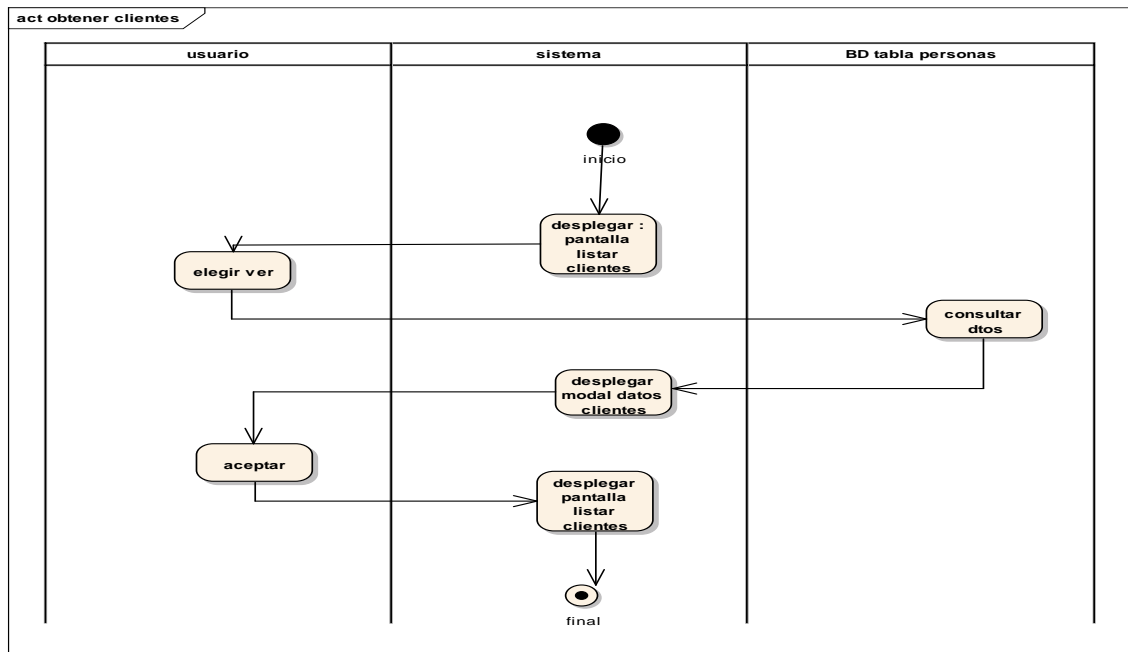 act obtener clientes
usuario
sistema
BD tabla personas
inicio
desplegar :
pantalla
listar
clientes
elegir ver
consultar
dtos
desplegar
modal datos
clientes
aceptar
desplegar
pantalla
listar
clientes
final